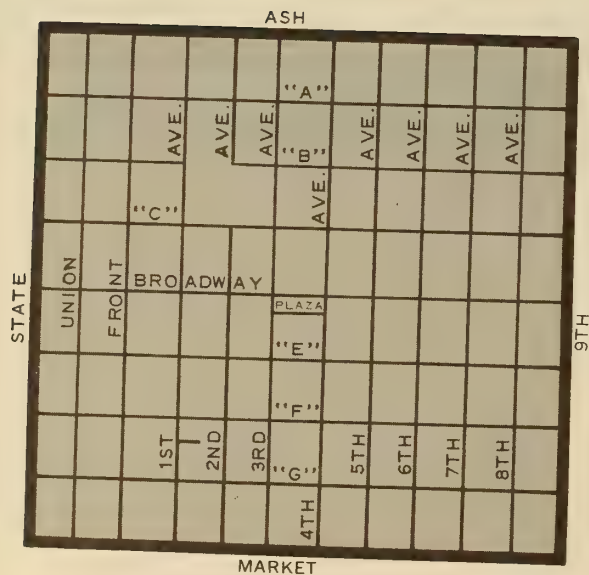 ASH
"A"
AVE.
AVE.
AVE.
AVE.
AVE.
AVE.
AVE.
"B"
AVE.
"C"
STATE
UNION
FRONT
BROADWAY
PLAZA
9TH
"E"
"F"
1ST
2ND
3RD
"G"
4TH
5TH
6TH
7TH
8TH
MARKET